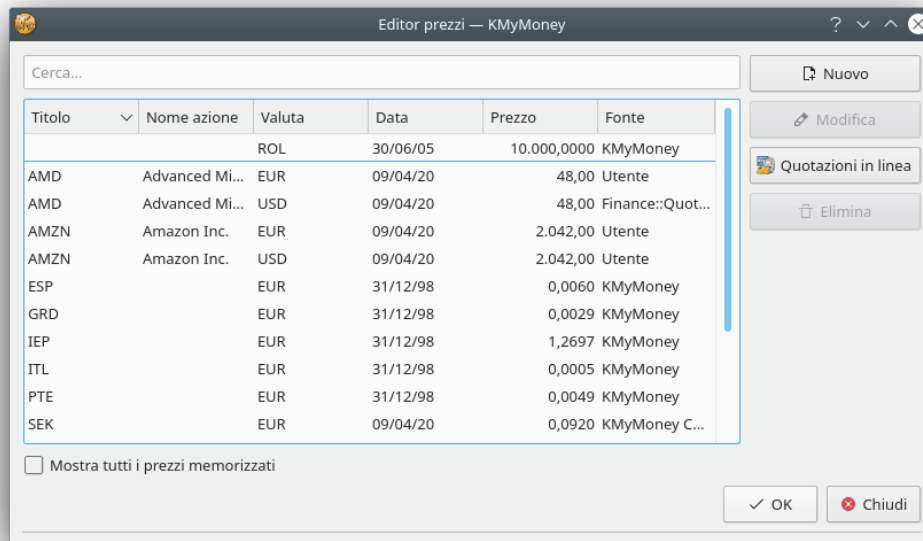 Editor prezzi — KMyMoney
Cerca...
Nuovo
Modifica
Quotazioni in linea
Elimina
Titolo Nome azione Valuta Data Prezzo Fonte
ROL 30/06/05 10.000,0000 KMyMoney
AMD Advanced Mi... EUR 09/04/20 48,00 Utente
AMD Advanced Mi... USD 09/04/20 48,00 Finance::Quot...
AMZN Amazon Inc. EUR 09/04/20 2.042,00 Utente
AMZN Amazon Inc. USD 09/04/20 2.042,00 Utente
ESP EUR 31/12/98 0,0060 KMyMoney
GRD EUR 31/12/98 0,0029 KMyMoney
IEP EUR 31/12/98 1,2697 KMyMoney
ITL EUR 31/12/98 0,0005 KMyMoney
PTE EUR 31/12/98 0,0049 KMyMoney
SEK EUR 09/04/20 0,0920 KMyMoney C...
Mostra tutti i prezzi memorizzati
OK Chiudi